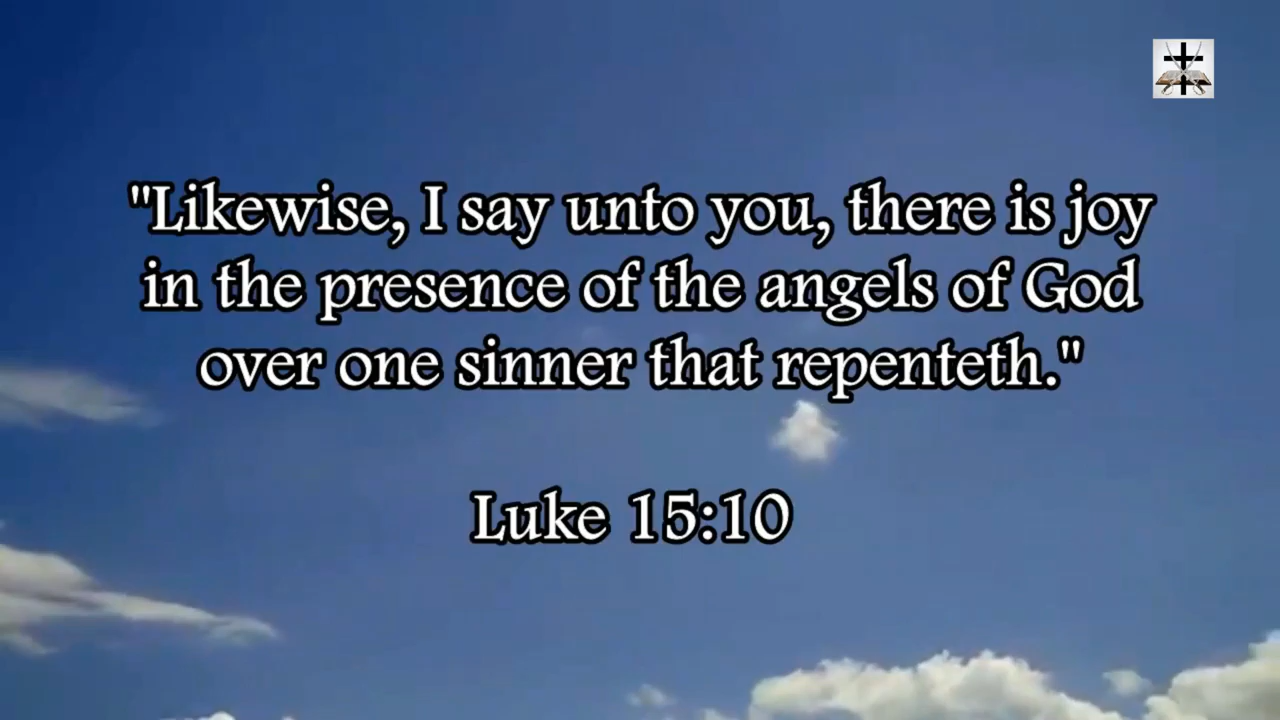 "Likewise, I say unto you, there is joy
in the presence of the angels of God
over one sinner that repenteth."
Luke 15:10